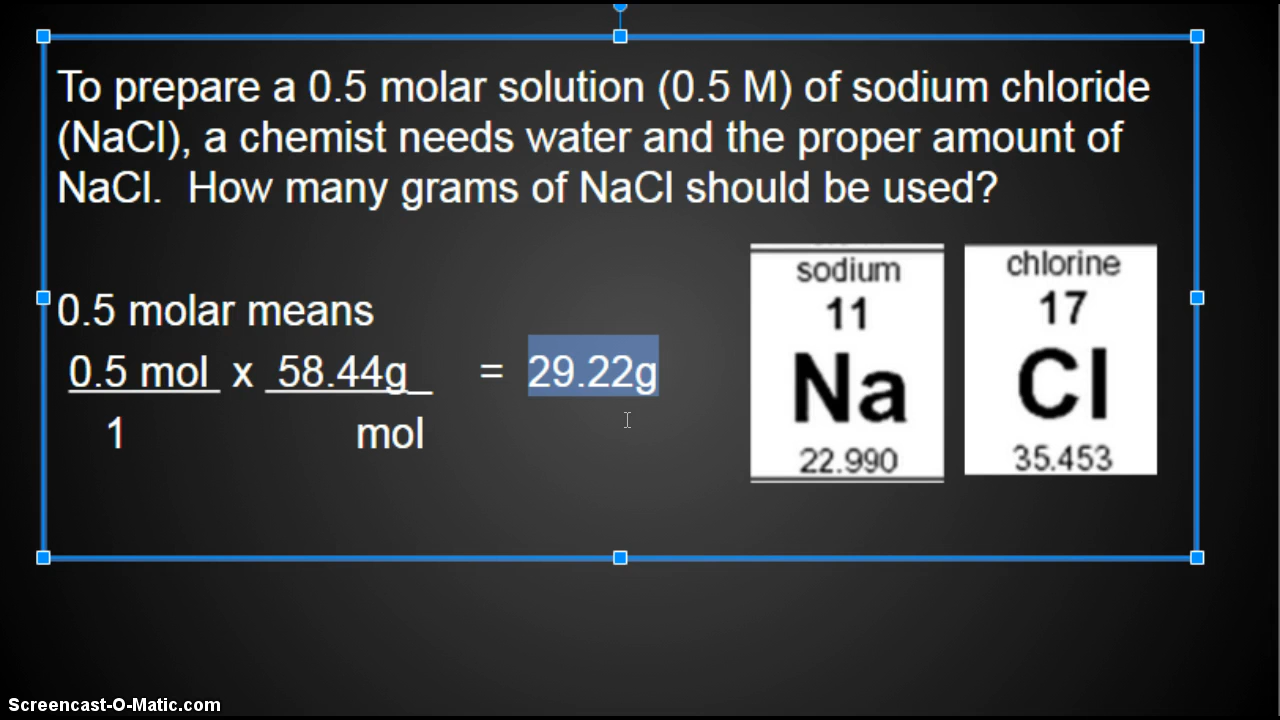 To prepare a 0.5 molar solution (0.5 M) of sodium chloride
(NaCl), a chemist needs water and the proper amount of
NaCl.  How many grams of NaCl should be used?
0.5 molar means
0.5 mol x 58.44g_ = 29.22g
1 mol
sodium
11
Na
22.990
chlorine
17
Cl
35.453
Screencast-O-Matic.com